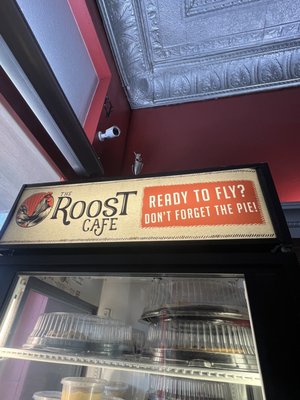 THE
ROOST
CAFE
READY TO FLY?
DON'T FORGET THE PIE!